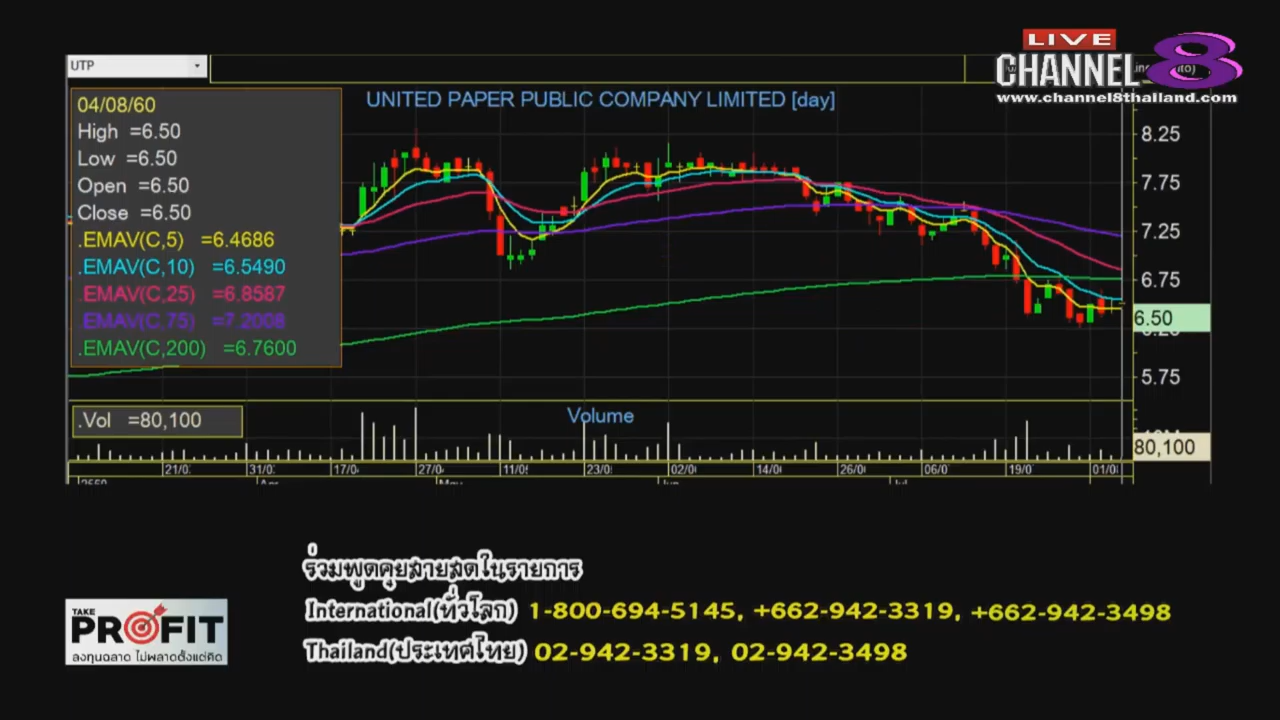 LIVE
CHANNEL 8
www.channel8thailand.com
UTP
04/08/60
High =6.50
Low =6.50
Open =6.50
Close =6.50
.EMAV(C,5) =6.4686
.EMAV(C,10) =6.5490
.EMAV(C,25) =6.8587
.EMAV(C,75) =7.2008
.EMAV(C,200) =6.7600
UNITED PAPER PUBLIC COMPANY LIMITED [day]
8.25
7.75
7.25
6.75
6.50
5.75
.Vol =80,100
Volume
80,100
21/0 31/0 17/0 27/0 11/0 23/0 02/0 14/0 26/0 06/0 19/0 01/0
ร่วมพูดคุยสายสดในรายการ
International(ทั่วโลก) 1-800-694-5145, +662-942-3319, +662-942-3498
Thailand(ประเทศไทย) 02-942-3319, 02-942-3498
TAKE
PROFIT
ลงทุนฉลาด ไม่พลาดตั้งแต่คิด